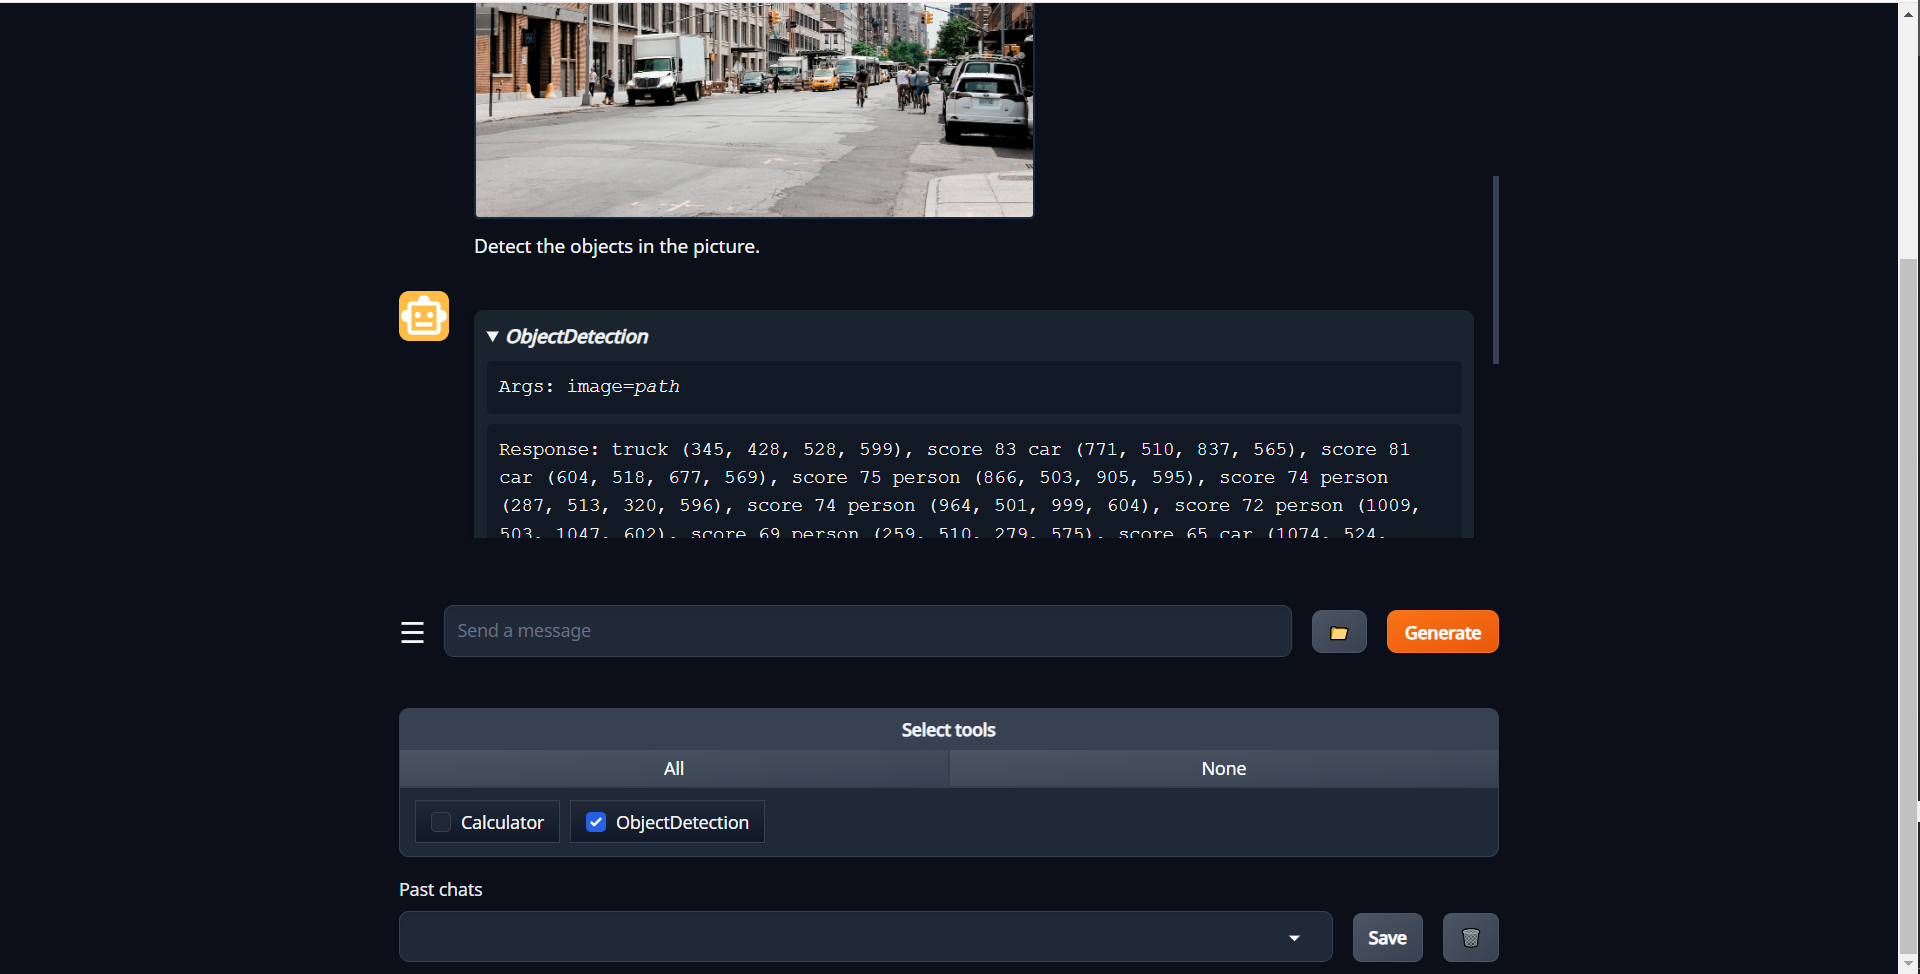 Detect the objects in the picture.
ObjectDetection
Args: image=path
Response: truck (345, 428, 528, 599), score 83 car (771, 510, 837, 565), score 81
car (604, 518, 677, 569), score 75 person (866, 503, 905, 595), score 74 person
(287, 513, 320, 596), score 74 person (964, 501, 999, 604), score 72 person (1009,
503, 1047, 602), score 69 person (259, 510, 279, 575), score 65 car (1074, 524,
Send a message
Generate
Select tools
All
None
Calculator
ObjectDetection
Past chats
Save